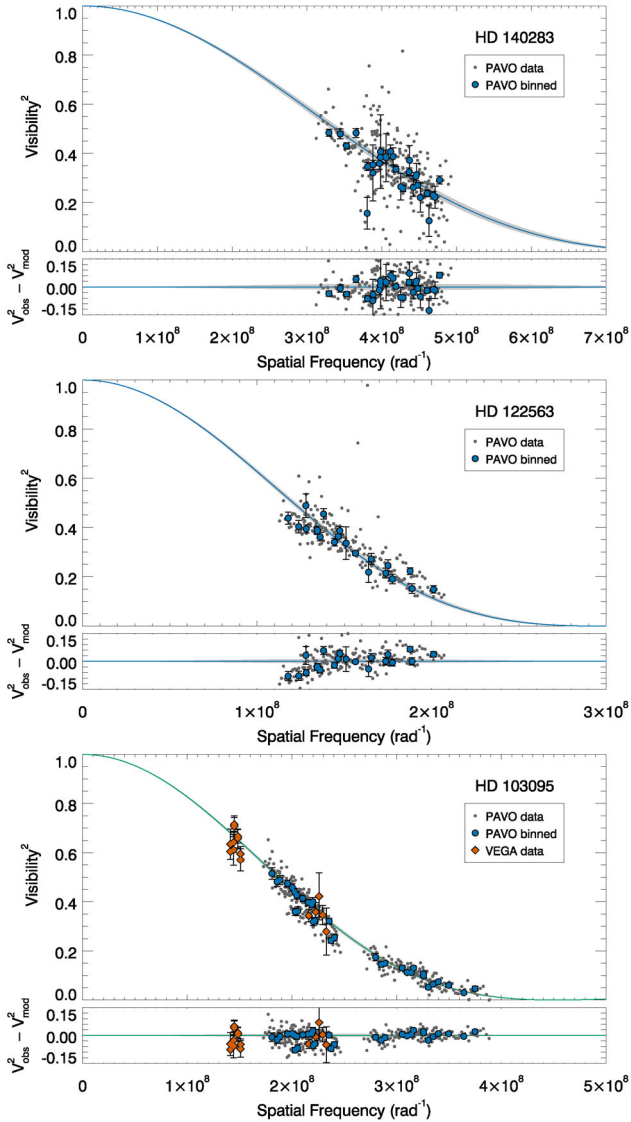 HD 140283
PAVO data
PAVO binned
Visibility²
1.0
0.8
0.6
0.4
0.2
0.0
V²obs − V²mod
0.15
0.00
-0.15
0 1×10⁸ 2×10⁸ 3×10⁸ 4×10⁸ 5×10⁸ 6×10⁸ 7×10⁸
Spatial Frequency (rad⁻¹)
HD 122563
PAVO data
PAVO binned
Visibility²
1.0
0.8
0.6
0.4
0.2
0.0
V²obs − V²mod
0.15
0.00
-0.15
0 1×10⁸ 2×10⁸ 3×10⁸
Spatial Frequency (rad⁻¹)
HD 103095
PAVO data
PAVO binned
VEGA data
Visibility²
1.0
0.8
0.6
0.4
0.2
0.0
V²obs − V²mod
0.15
0.00
-0.15
0 1×10⁸ 2×10⁸ 3×10⁸ 4×10⁸ 5×10⁸
Spatial Frequency (rad⁻¹)